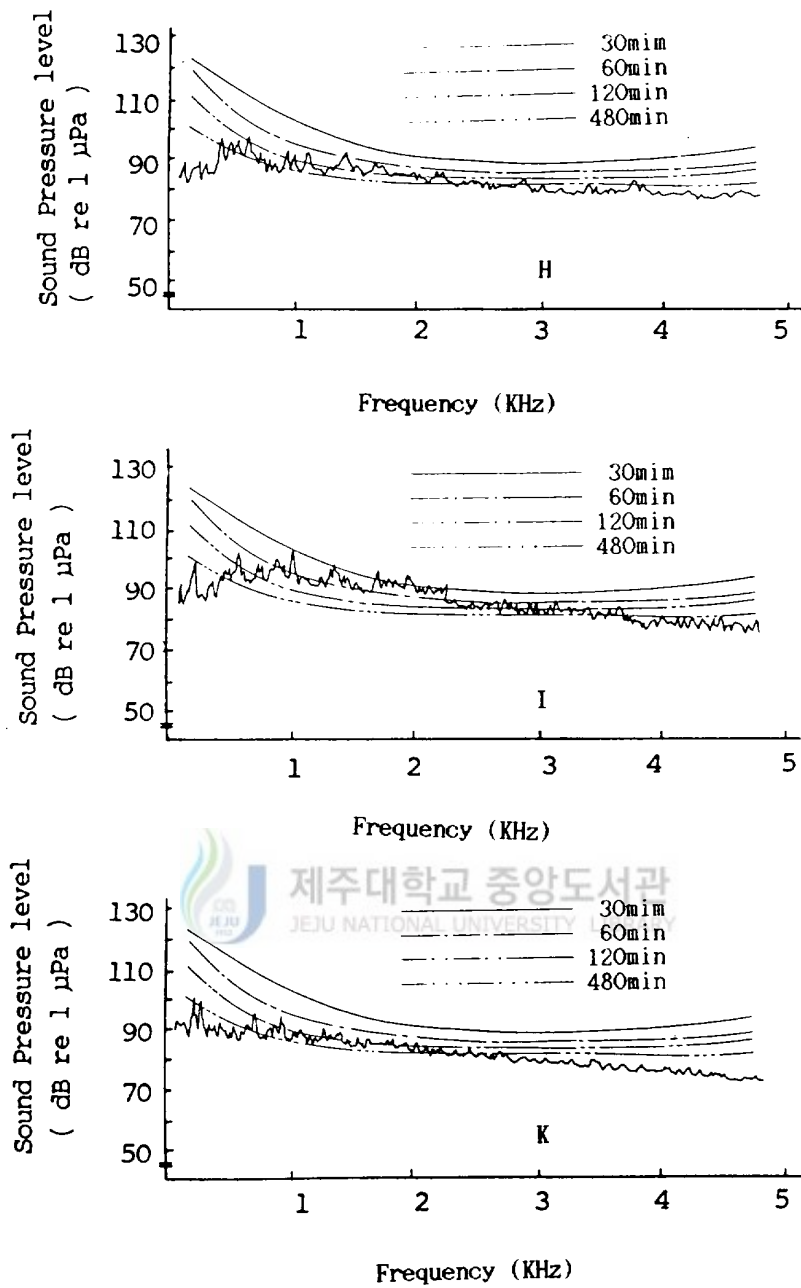 Sound Pressure level
( dB re 1 μPa )
130
110
90
70
50
30mim
60min
120min
480min
H
1 2 3 4 5
Frequency (KHz)
Sound Pressure level
( dB re 1 μPa )
130
110
90
70
50
30mim
60min
120min
480min
I
1 2 3 4 5
Frequency (KHz)
제주대학교 중앙도서관
JEJU NATIONAL UNIVERSITY LIBRARY
JEJU
1952
Sound Pressure level
( dB re 1 μPa )
130
110
90
70
50
30mim
60min
120min
480min
K
1 2 3 4 5
Frequency (KHz)